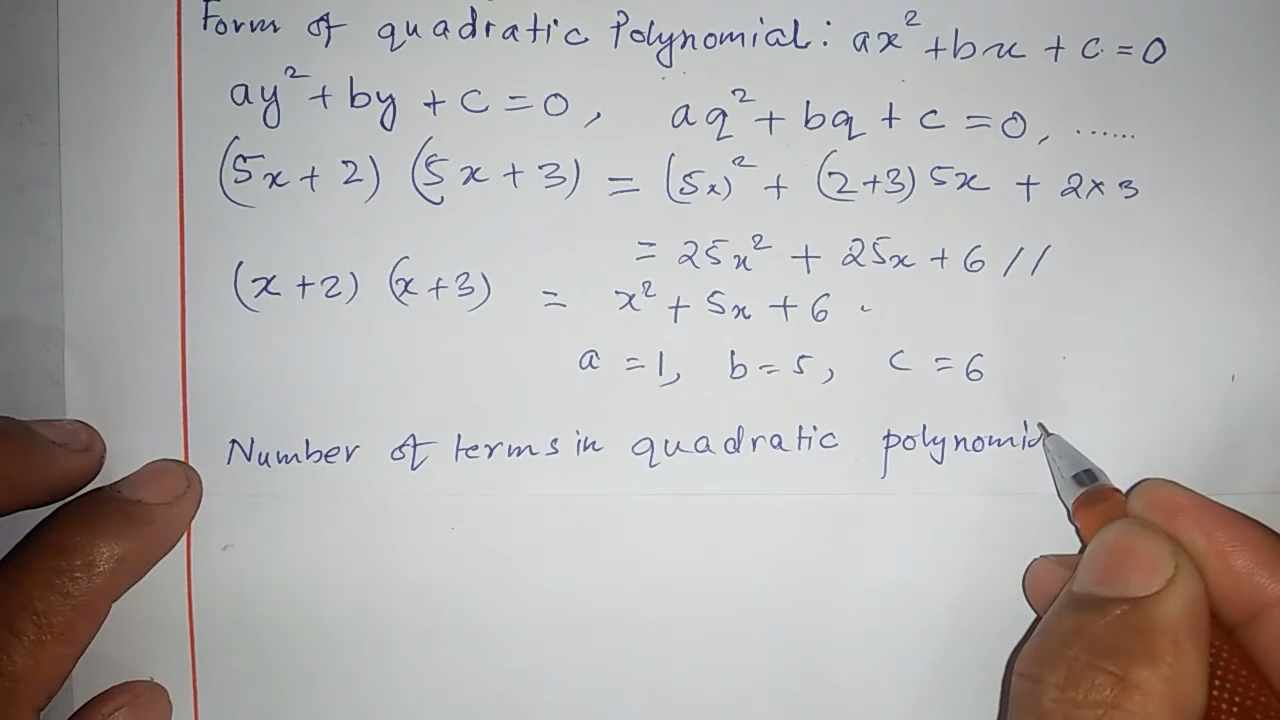 Form of quadratic Polynomial: ax² + bx + c = 0
ay² + by + c = 0, aq² + bq + c = 0, ......
(5x + 2) (5x + 3) = (5x)² + (2+3) 5x + 2 × 3
= 25x² + 25x + 6 //
(x + 2) (x + 3) = x² + 5x + 6 .
a = 1, b = 5, c = 6
Number of terms in quadratic polynomia